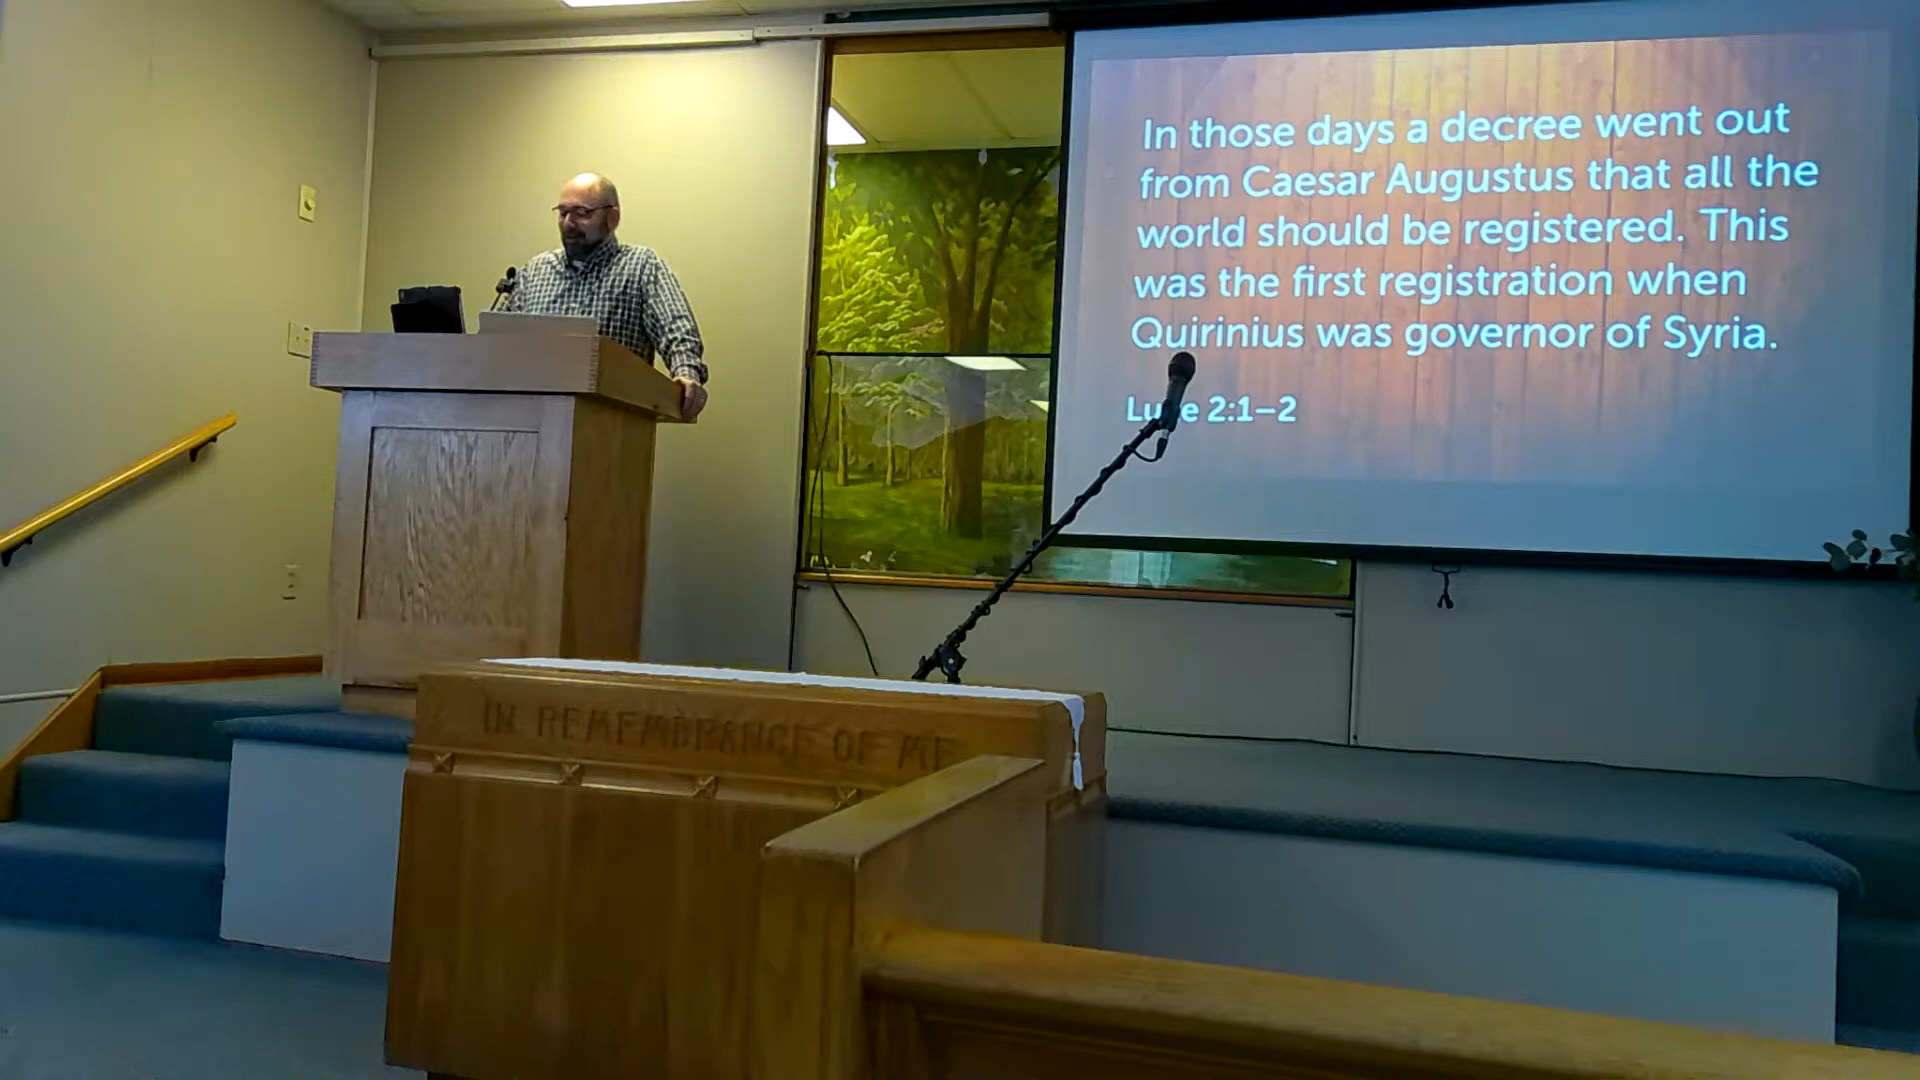 In those days a decree went out
from Caesar Augustus that all the
world should be registered. This
was the first registration when
Quirinius was governor of Syria.
Luke 2:1–2
IN REMEMBRANCE OF ME